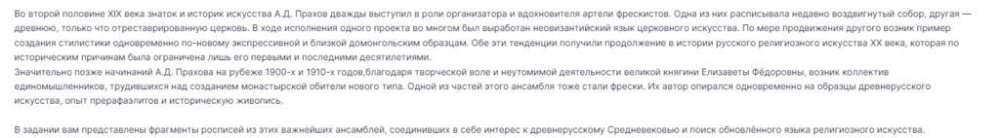 Во второй половине XIX века знаток и историк искусства А.Д. Прахов дважды выступил в роли организатора и вдохновителя артели фрескистов. Одна из них расписывала недавно воздвигнутый собор, другая —
древнюю, только что отреставрированную церковь. В ходе исполнения одного проекта во многом был выработан неовизантийский язык церковного искусства. По мере продвижения другого возник пример
создания стилистики одновременно по-новому экспрессивной и близкой домонгольским образцам. Обе эти тенденции получили продолжение в истории русского религиозного искусства XX века, которая по
историческим причинам была ограничена лишь его первыми и последними десятилетиями.
Значительно позже начинаний А.Д. Прахова на рубеже 1900-х и 1910-х годов,благодаря творческой воле и неутомимой деятельности великой княгини Елизаветы Фёдоровны, возник коллектив
единомышленников, трудившихся над созданием монастырской обители нового типа. Одной из частей этого ансамбля тоже стали фрески. Их автор опирался одновременно на образцы древнерусского
искусства, опыт прерафаэлитов и историческую живопись.
В задании вам представлены фрагменты росписей из этих важнейших ансамблей, соединивших в себе интерес к древнерусскому Средневековью и поиск обновлённого языка религиозного искусства.